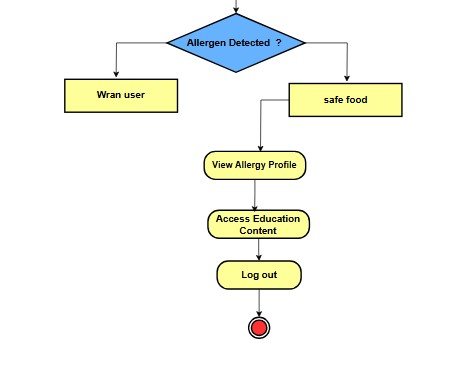 Allergen Detected ?
Wran user
safe food
View Allergy Profile
Access Education
Content
Log out